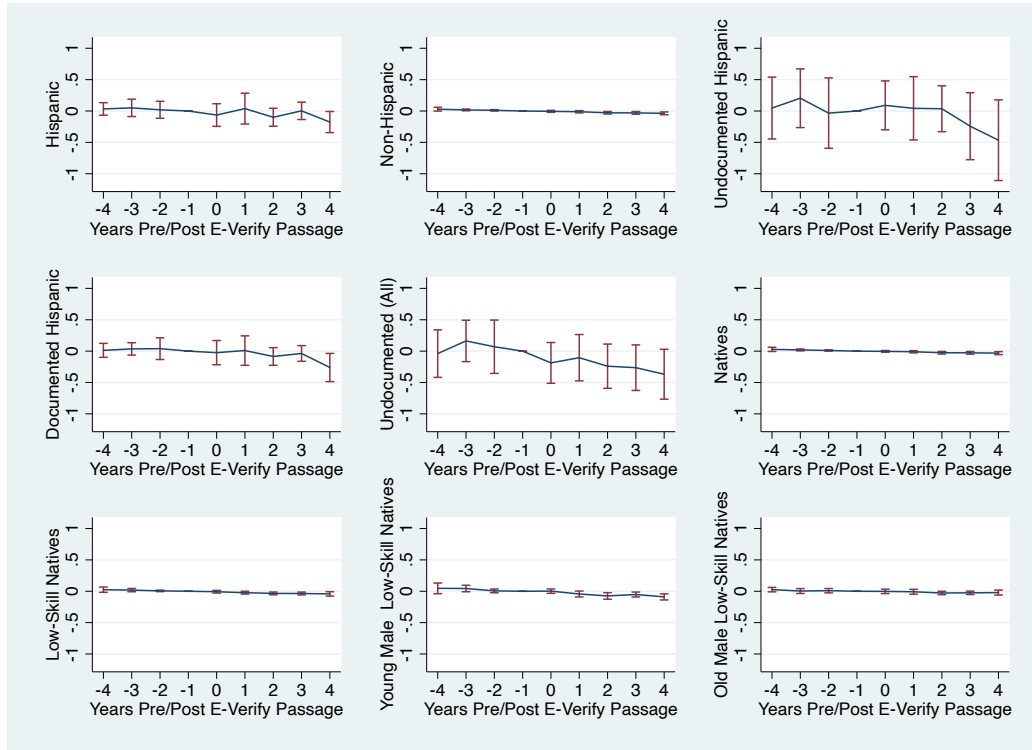 Hispanic
1
.5
0
-.5
-1
-4 -3 -2 -1 0 1 2 3 4
Years Pre/Post E-Verify Passage
Non-Hispanic
1
.5
0
-.5
-1
-4 -3 -2 -1 0 1 2 3 4
Years Pre/Post E-Verify Passage
Undocumented Hispanic
1
.5
0
-.5
-1
-4 -3 -2 -1 0 1 2 3 4
Years Pre/Post E-Verify Passage
Documented Hispanic
1
.5
0
-.5
-1
-4 -3 -2 -1 0 1 2 3 4
Years Pre/Post E-Verify Passage
Undocumented (All)
1
.5
0
-.5
-1
-4 -3 -2 -1 0 1 2 3 4
Years Pre/Post E-Verify Passage
Natives
1
.5
0
-.5
-1
-4 -3 -2 -1 0 1 2 3 4
Years Pre/Post E-Verify Passage
Low-Skill Natives
1
.5
0
-.5
-1
-4 -3 -2 -1 0 1 2 3 4
Years Pre/Post E-Verify Passage
Young Male Low-Skill Natives
1
.5
0
-.5
-1
-4 -3 -2 -1 0 1 2 3 4
Years Pre/Post E-Verify Passage
Old Male Low-Skill Natives
1
.5
0
-.5
-1
-4 -3 -2 -1 0 1 2 3 4
Years Pre/Post E-Verify Passage